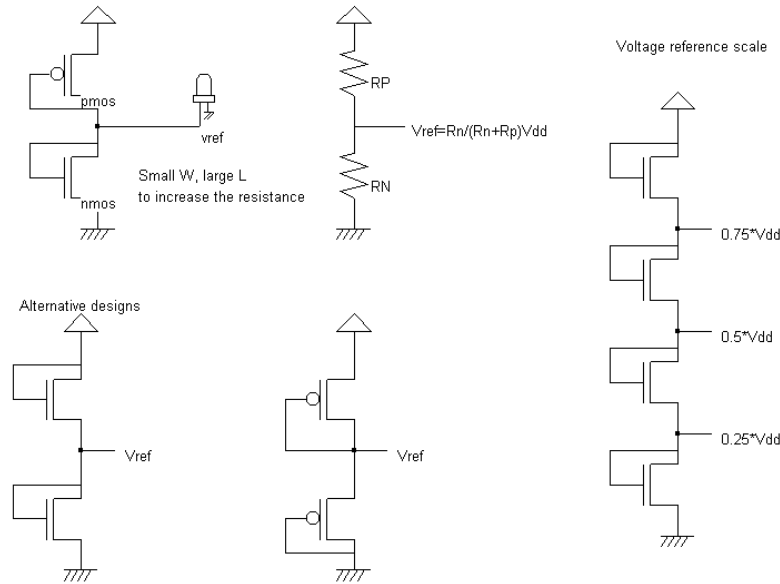 Voltage reference scale
pmos
RP
vref
Vref=Rn/(Rn+Rp)Vdd
Small W, large L
to increase the resistance
nmos
RN
0.75*Vdd
Alternative designs
0.5*Vdd
0.25*Vdd
Vref
Vref